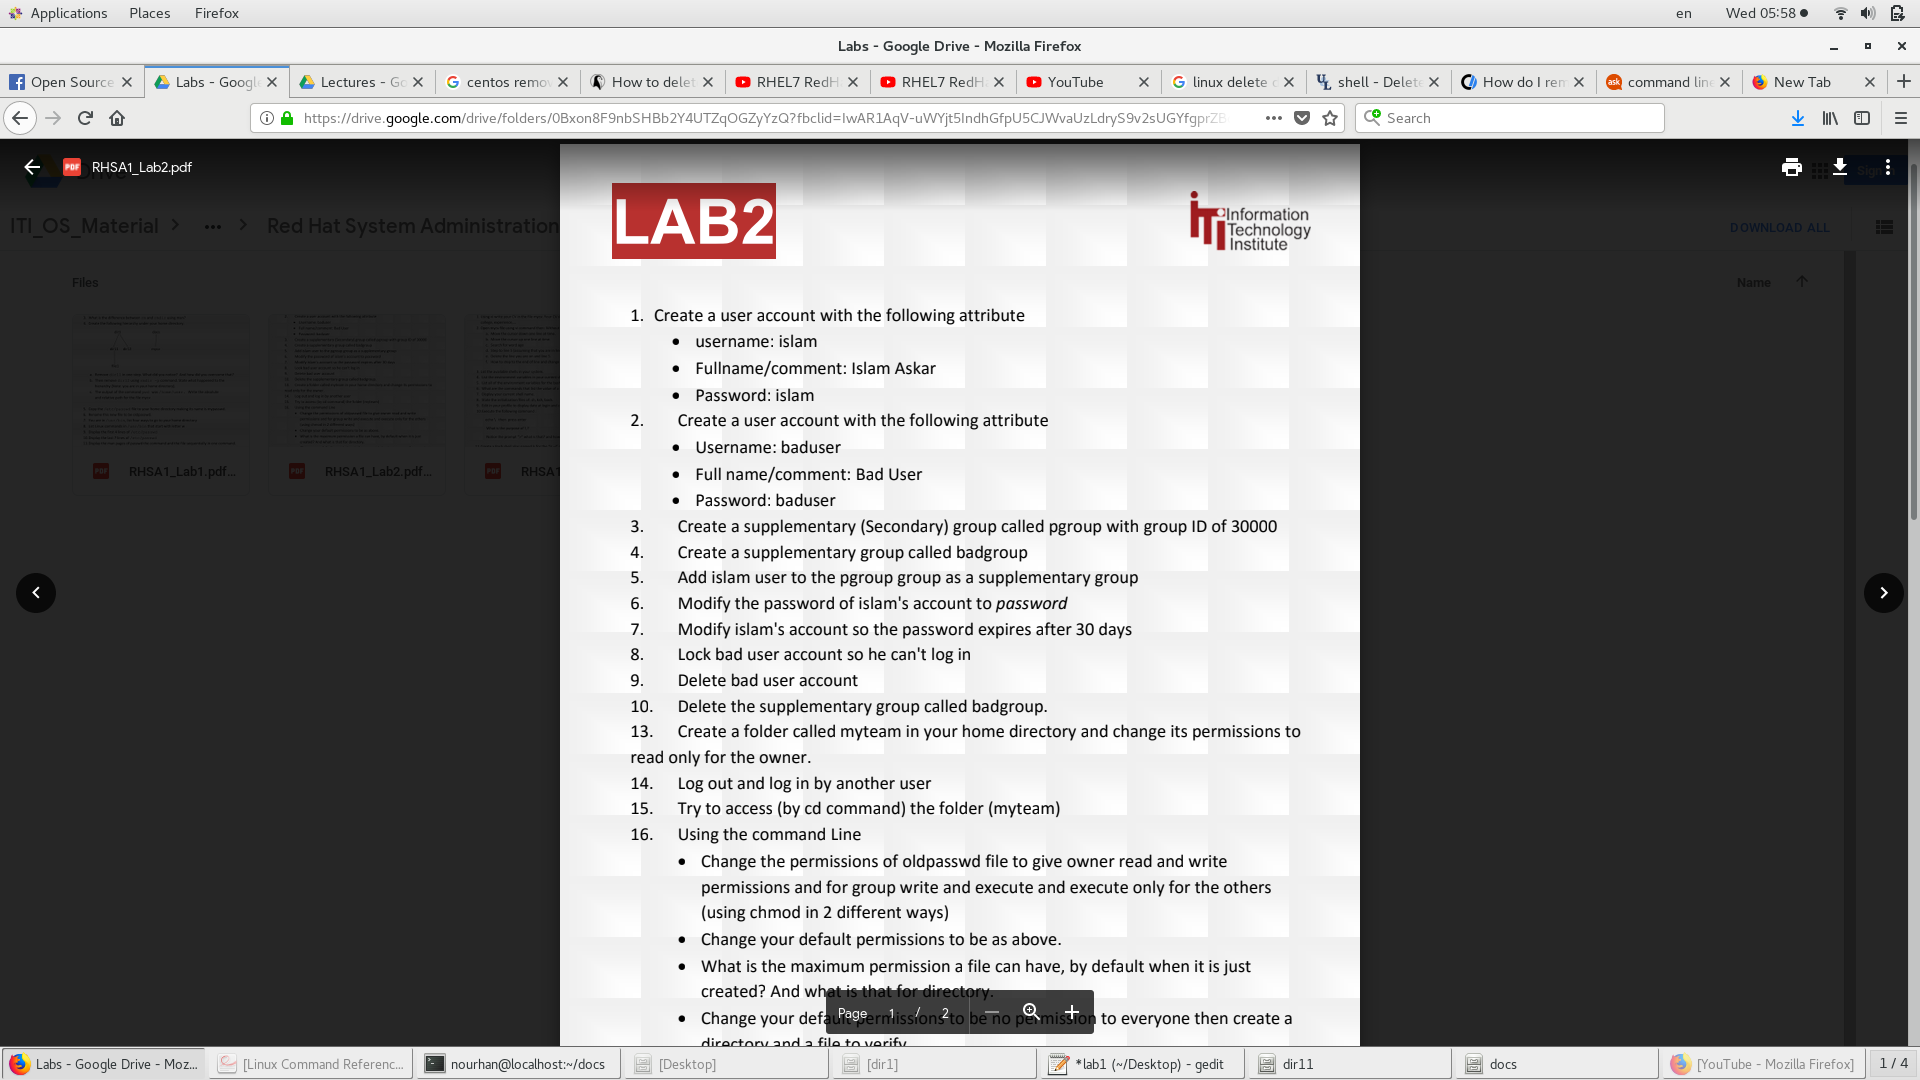 Applications Places Firefox en Wed 05:58
Labs - Google Drive - Mozilla Firefox
Open Source Labs - Google Lectures - Go centos remov How to delet RHEL7 RedH RHEL7 RedHa YouTube linux delete shell - Delete How do I rem command line New Tab
https://drive.google.com/drive/folders/0Bxon8F9nbSHBb2Y4UTZqOGZyYzQ?fbclid=IwAR1AqV-uWYjt5IndhGfpU5CJWvaUzLdryS9v2sUGYfgprZB Search
PDF RHSA1_Lab2.pdf
ITI_OS_Material ... Red Hat System Administration DOWNLOAD ALL
Files Name
RHSA1_Lab1.pdf... RHSA1_Lab2.pdf... RHSA1
LAB2
iTi Information
Technology
Institute
1. Create a user account with the following attribute
• username: islam
• Fullname/comment: Islam Askar
• Password: islam
2. Create a user account with the following attribute
• Username: baduser
• Full name/comment: Bad User
• Password: baduser
3. Create a supplementary (Secondary) group called pgroup with group ID of 30000
4. Create a supplementary group called badgroup
5. Add islam user to the pgroup group as a supplementary group
6. Modify the password of islam's account to password
7. Modify islam's account so the password expires after 30 days
8. Lock bad user account so he can't log in
9. Delete bad user account
10. Delete the supplementary group called badgroup.
13. Create a folder called myteam in your home directory and change its permissions to
read only for the owner.
14. Log out and log in by another user
15. Try to access (by cd command) the folder (myteam)
16. Using the command Line
• Change the permissions of oldpasswd file to give owner read and write
permissions and for group write and execute and execute only for the others
(using chmod in 2 different ways)
• Change your default permissions to be as above.
• What is the maximum permission a file can have, by default when it is just
created? And what is that for directory.
• Change your default permissions to be no permission to everyone then create a
directory and a file to verify.
Page 1 / 2
Labs - Google Drive - Moz... [Linux Command Referenc... nourhan@localhost:~/docs [Desktop] [dir1] *lab1 (~/Desktop) - gedit dir11 docs [YouTube - Mozilla Firefox] 1 / 4